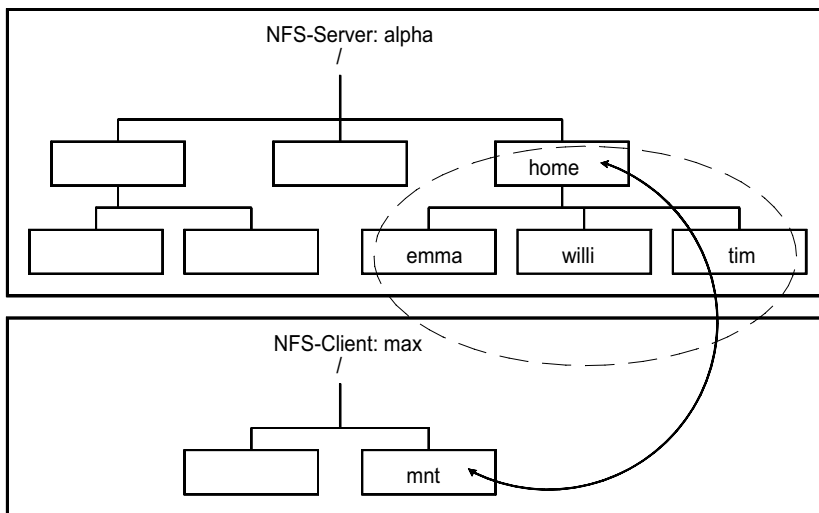 NFS-Server: alpha
/
home
emma willi tim
NFS-Client: max
/
mnt